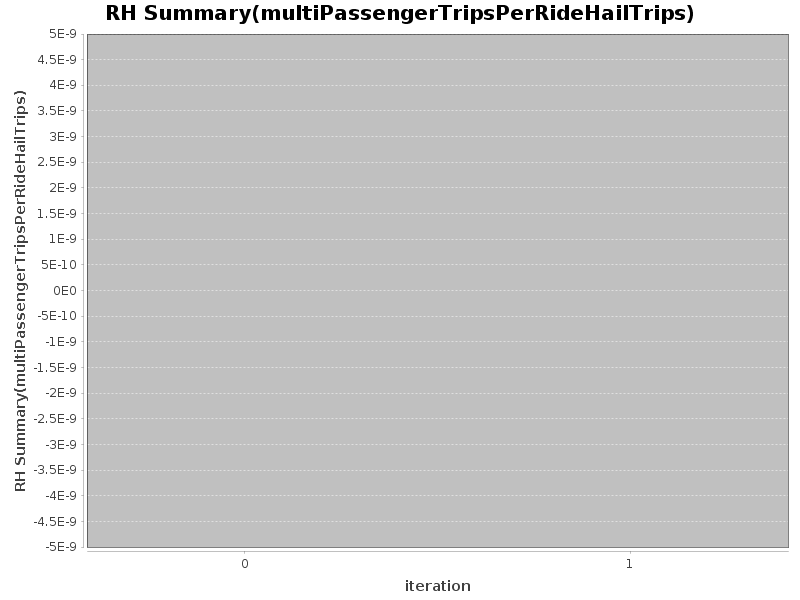 RH Summary(multiPassengerTripsPerRideHailTrips)
RH Summary(multiPassengerTripsPerRideHailTrips)
5E-9
4.5E-9
4E-9
3.5E-9
3E-9
2.5E-9
2E-9
1.5E-9
1E-9
5E-10
0E0
-5E-10
-1E-9
-1.5E-9
-2E-9
-2.5E-9
-3E-9
-3.5E-9
-4E-9
-4.5E-9
-5E-9
0 1
iteration